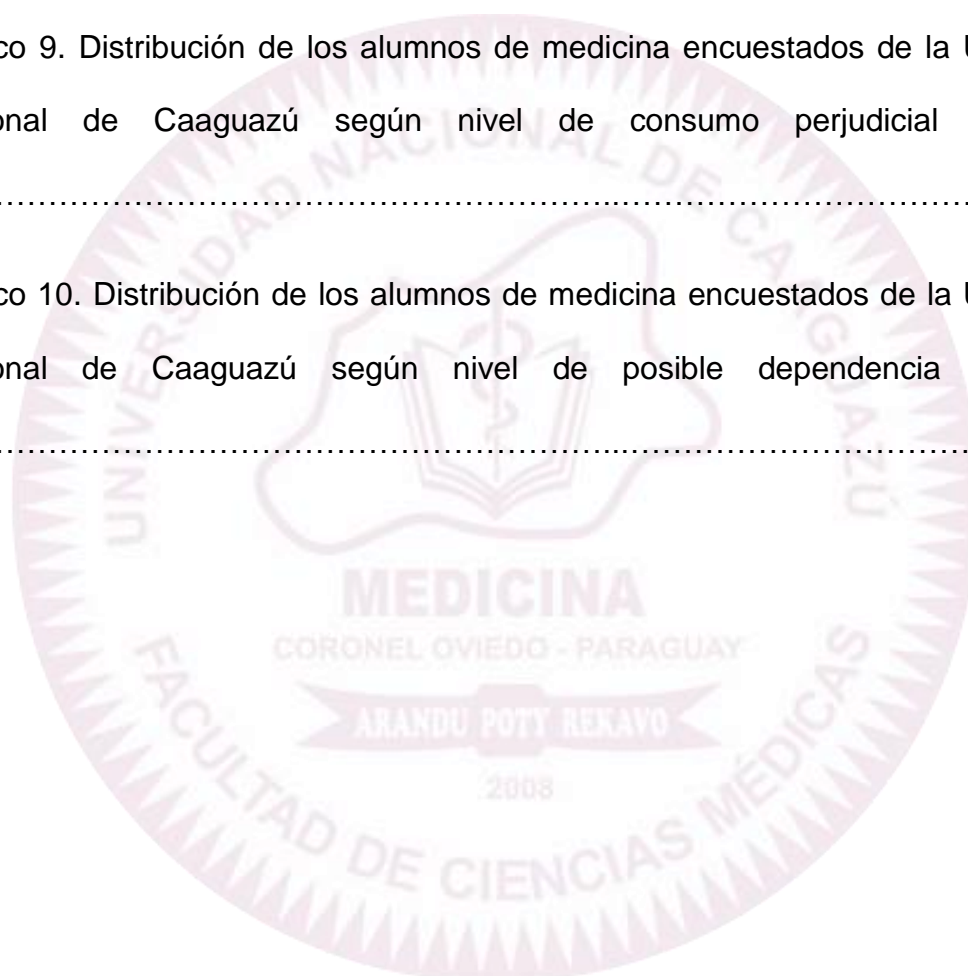 co 9. Distribución de los alumnos de medicina encuestados de la U
onal de Caaguazú según nivel de consumo perjudicial
……………………………………………………..……………………………
co 10. Distribución de los alumnos de medicina encuestados de la U
onal de Caaguazú según nivel de posible dependencia
……………………………………………………..……………………………
UNIVERSIDAD NACIONAL DE CAAGUAZÚ
MEDICINA
CORONEL OVIEDO - PARAGUAY
ARANDU POTY REKAVO
2008
FACULTAD DE CIENCIAS MÉDICAS